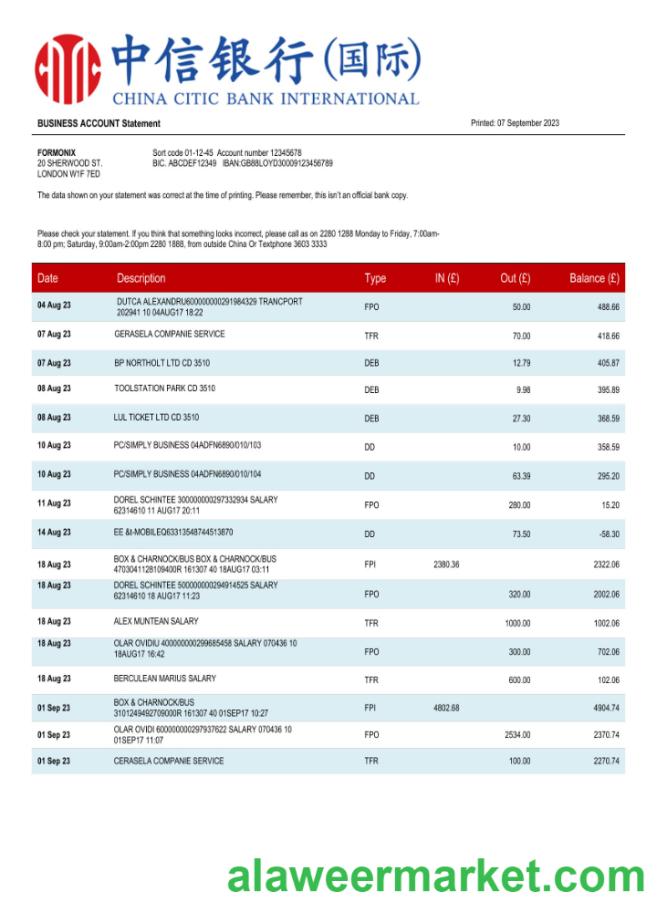 中信银行(国际)
CHINA CITIC BANK INTERNATIONAL
BUSINESS ACCOUNT Statement Printed: 07 September 2023
FORMONIX Sort code 01-12-45 Account number 12345678
20 SHERWOOD ST. BIC. ABCDEF12349 IBAN:GB88LOYD30009123456789
LONDON W1F 7ED
The data shown on your statement was correct at the time of printing. Please remember, this isn't an official bank copy.
Please check your statement. If you think that something looks incorrect, please call as on 2280 1288 Monday to Friday, 7:00am-
8:00 pm; Saturday, 9:00am-2:00pm 2280 1888, from outside China Or Textphone 3603 3333
Date Description Type IN (£) Out (£) Balance (£)
04 Aug 23 DUTCA ALEXANDRU600000000291984329 TRANCPORT
202941 10 04AUG17 18:22 FPO 50.00 488.66
07 Aug 23 GERASELA COMPANIE SERVICE TFR 70.00 418.66
07 Aug 23 BP NORTHOLT LTD CD 3510 DEB 12.79 405.87
08 Aug 23 TOOLSTATION PARK CD 3510 DEB 9.98 395.89
08 Aug 23 LUL TICKET LTD CD 3510 DEB 27.30 368.59
10 Aug 23 PC/SIMPLY BUSINESS 04ADFN6890/010/103 DD 10.00 358.59
10 Aug 23 PC/SIMPLY BUSINESS 04ADFN6890/010/104 DD 63.39 295.20
11 Aug 23 DOREL SCHINTEE 300000000297332934 SALARY
62314610 11 AUG17 20:11 FPO 280.00 15.20
14 Aug 23 EE &t-MOBILEQ63313548744513870 DD 73.50 -58.30
18 Aug 23 BOX & CHARNOCK/BUS BOX & CHARNOCK/BUS
4703041128109400R 161307 40 18AUG17 03:11 FPI 2380.36 2322.06
18 Aug 23 DOREL SCHINTEE 500000000294914525 SALARY
62314610 18 AUG17 11:23 FPO 320.00 2002.06
18 Aug 23 ALEX MUNTEAN SALARY TFR 1000.00 1002.06
18 Aug 23 OLAR OVIDIU 400000000299685458 SALARY 070436 10
18AUG17 16:42 FPO 300.00 702.06
18 Aug 23 BERCULEAN MARIUS SALARY TFR 600.00 102.06
01 Sep 23 BOX & CHARNOCK/BUS
3101249492709000R 161307 40 01SEP17 10:27 FPI 4802.68 4904.74
01 Sep 23 OLAR OVIDI 600000000297937622 SALARY 070436 10
01SEP17 11:07 FPO 2534.00 2370.74
01 Sep 23 CERASELA COMPANIE SERVICE TFR 100.00 2270.74
alaweermarket.com